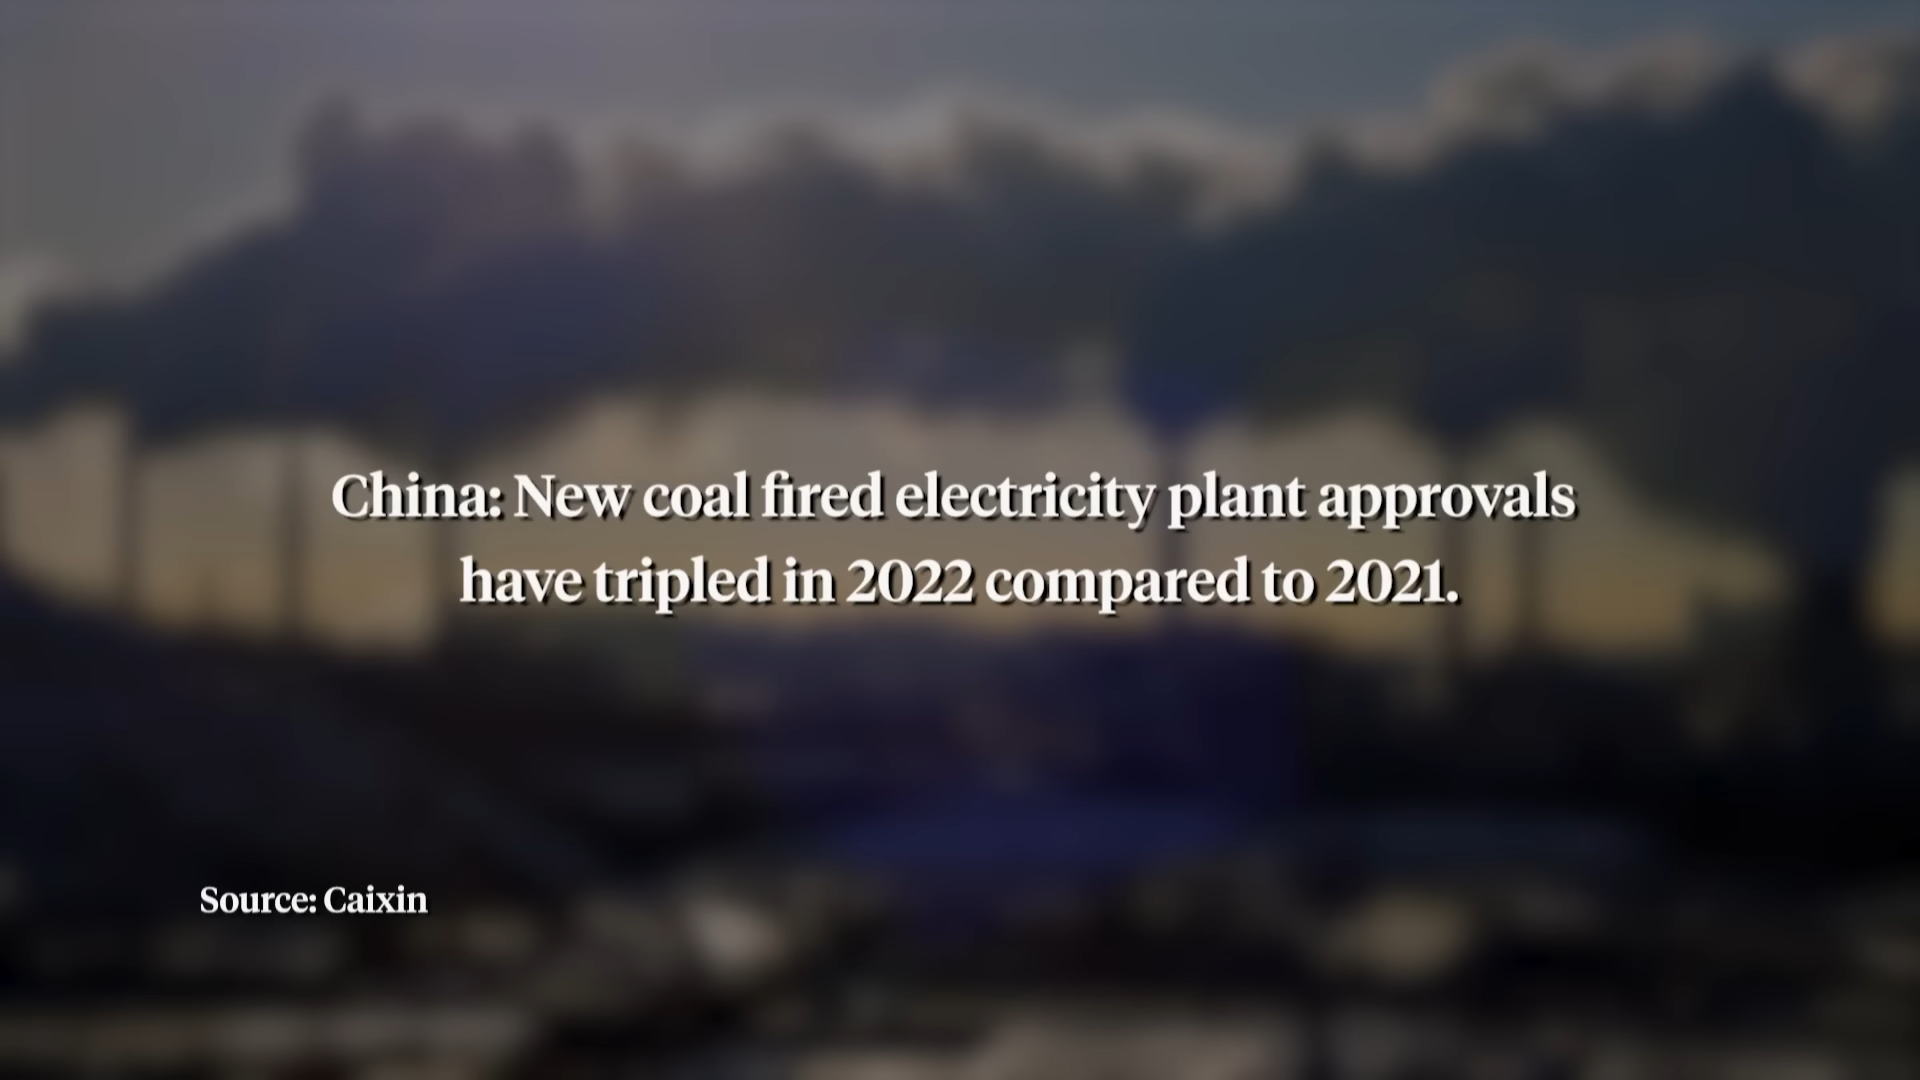 China: New coal fired electricity plant approvals
have tripled in 2022 compared to 2021.
Source: Caixin